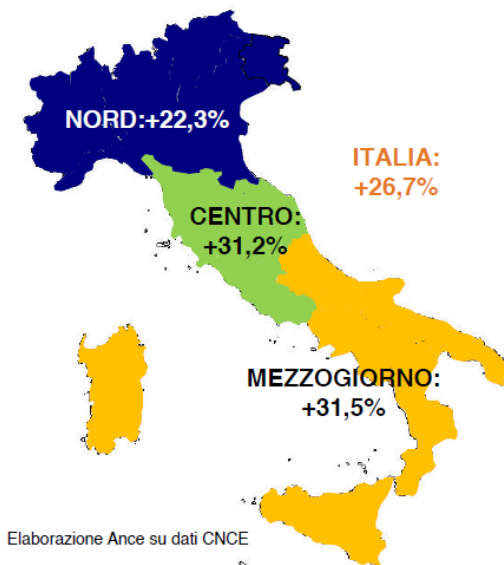 NORD:+22,3%
ITALIA:
+26,7%
CENTRO:
+31,2%
MEZZOGIORNO:
+31,5%
Elaborazione Ance su dati CNCE